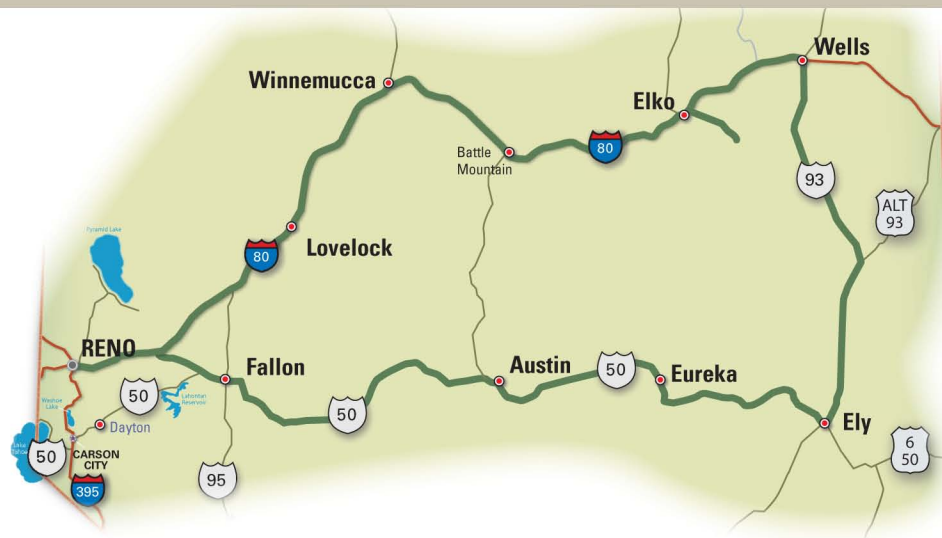 Wells
Winnemucca
Elko
Battle
Mountain
80
93
ALT
93
Pyramid Lake
Lovelock
80
RENO
Fallon
Austin
50
Eureka
50
Washoe
Lake
Lahontan
Reservoir
50
Dayton
Ely
Lake
Tahoe
50
CARSON
CITY
6
50
95
395